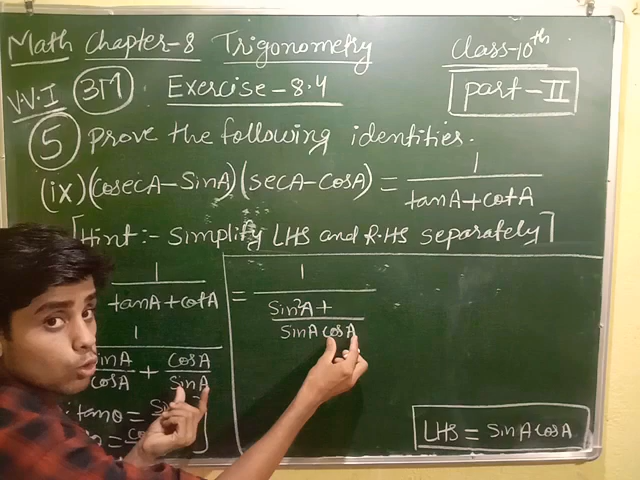 Math Chapter-8 Trigonometry Class-10th
V.V.I 3M Exercise-8.4 part-II
5 prove the following identities.
(ix) (cosecA-SinA) (secA-CosA) = 1/tanA+cotA
[Hint:- Simplify LHS and R.HS separately]
1/tanA+cotA
1
sinA/cosA + cosA/sinA
: tanθ =
=
= 1/
Sin²A +/SinA cosA
LHS = SinA cosA